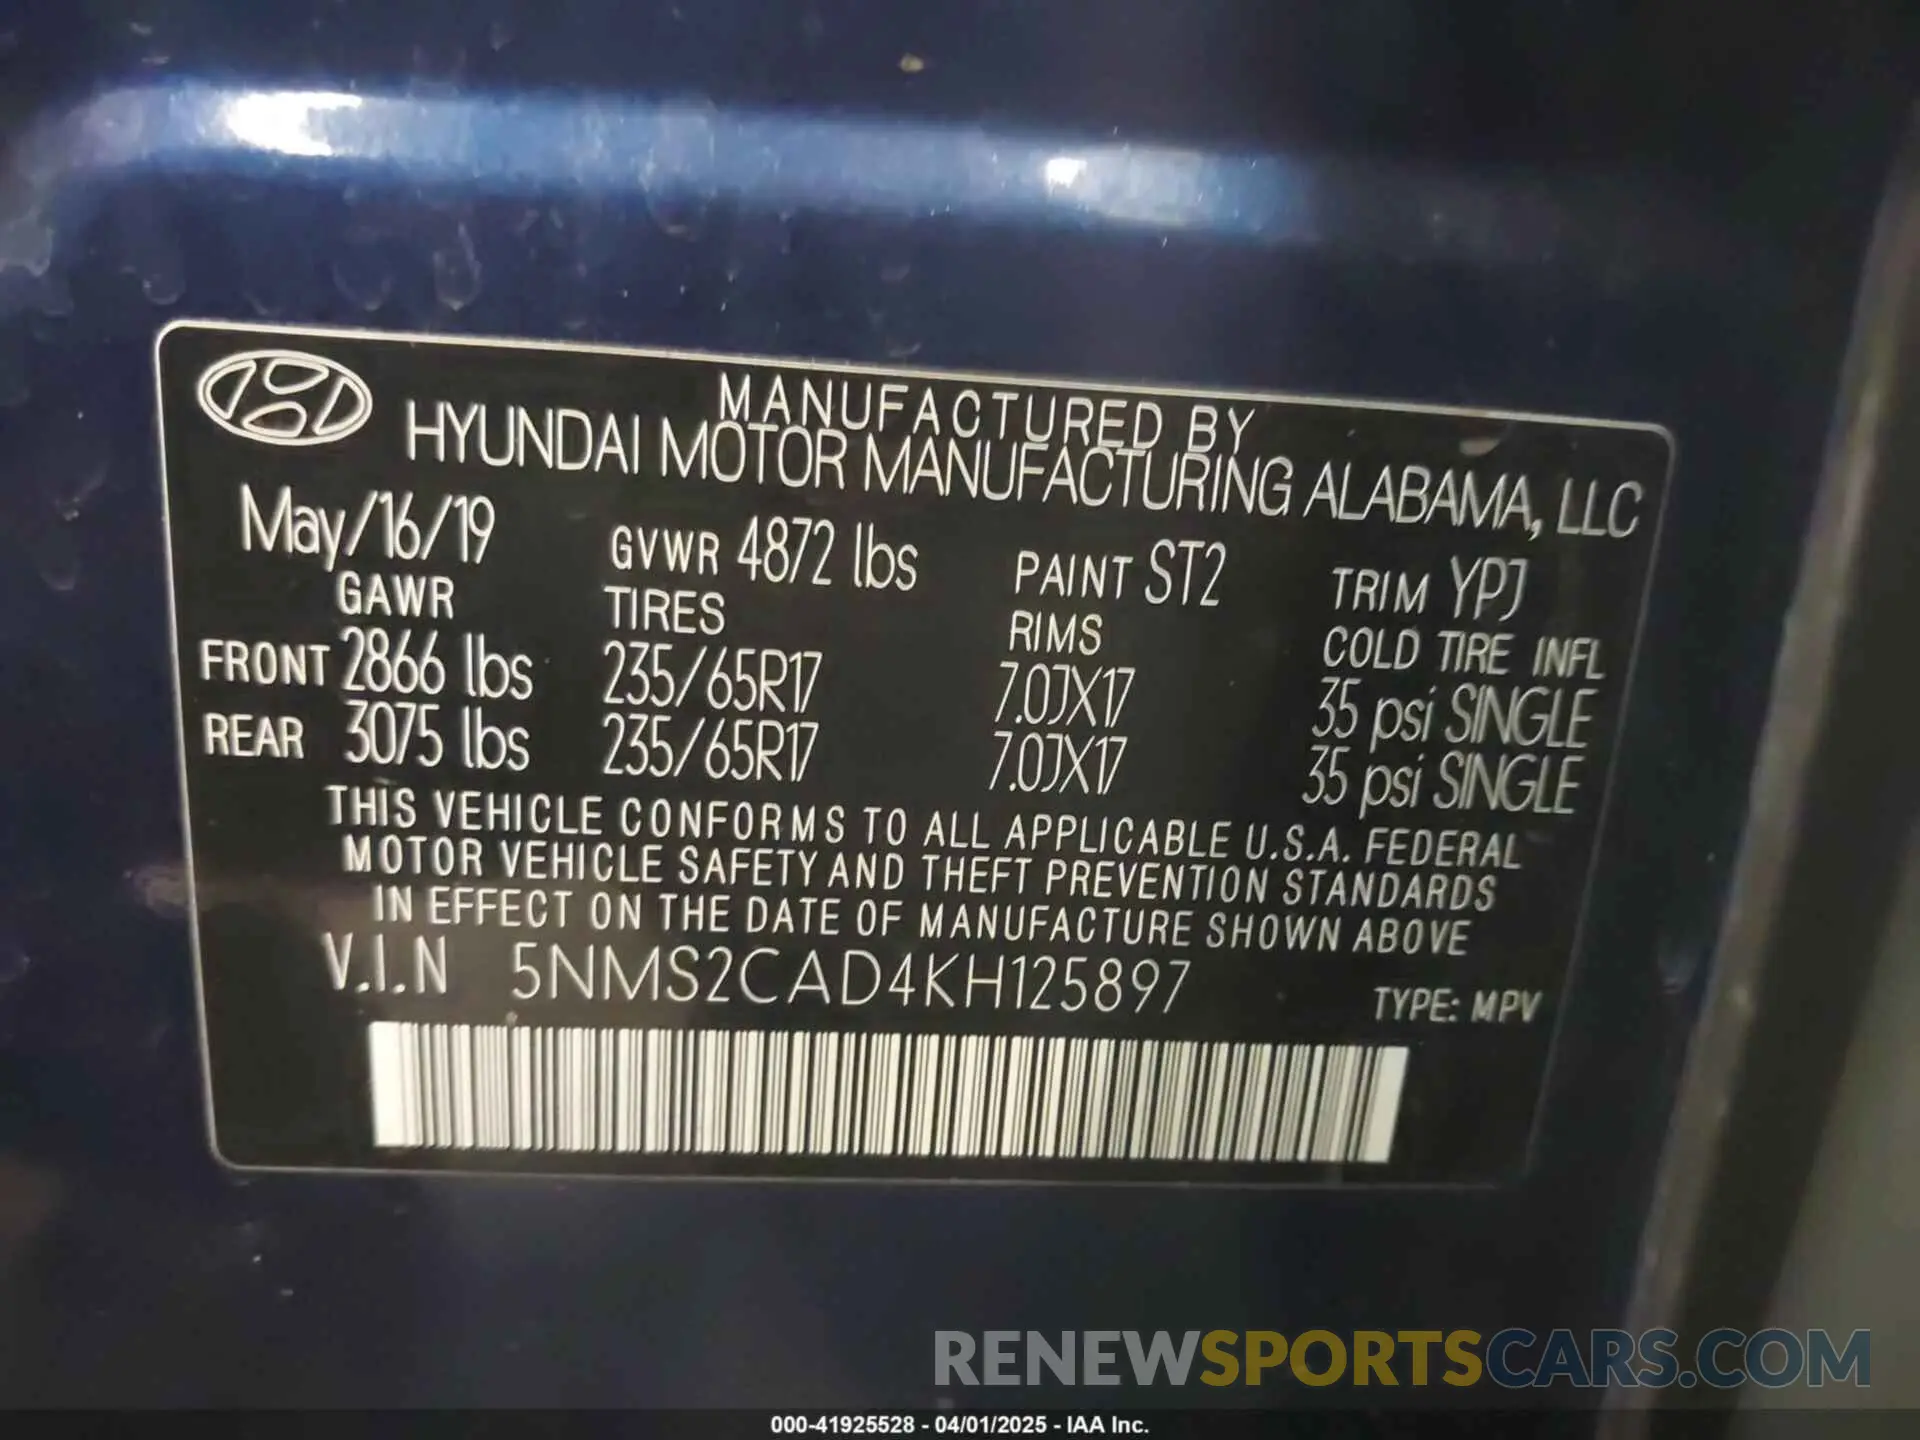 MANUFACTURED BY
HYUNDAI MOTOR MANUFACTURING ALABAMA, LLC
May/16/19 GVWR 4872 lbs PAINT ST2 TRIM YPJ
GAWR TIRES RIMS COLD TIRE INFL
FRONT 2866 lbs 235/65R17 7.0JX17 35 psi SINGLE
REAR 3075 lbs 235/65R17 7.0JX17 35 psi SINGLE
THIS VEHICLE CONFORMS TO ALL APPLICABLE U.S.A. FEDERAL
MOTOR VEHICLE SAFETY AND THEFT PREVENTION STANDARDS
IN EFFECT ON THE DATE OF MANUFACTURE SHOWN ABOVE
V.I.N 5NMS2CAD4KH125897 TYPE: MPV
RENEWSPORTSCARS.COM
000-41925528 - 04/01/2025 - IAA Inc.